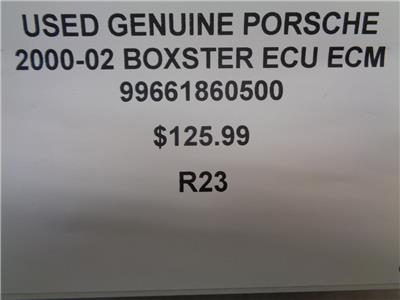 USED GENUINE PORSCHE
2000-02 BOXSTER ECU ECM
99661860500
$125.99
R23